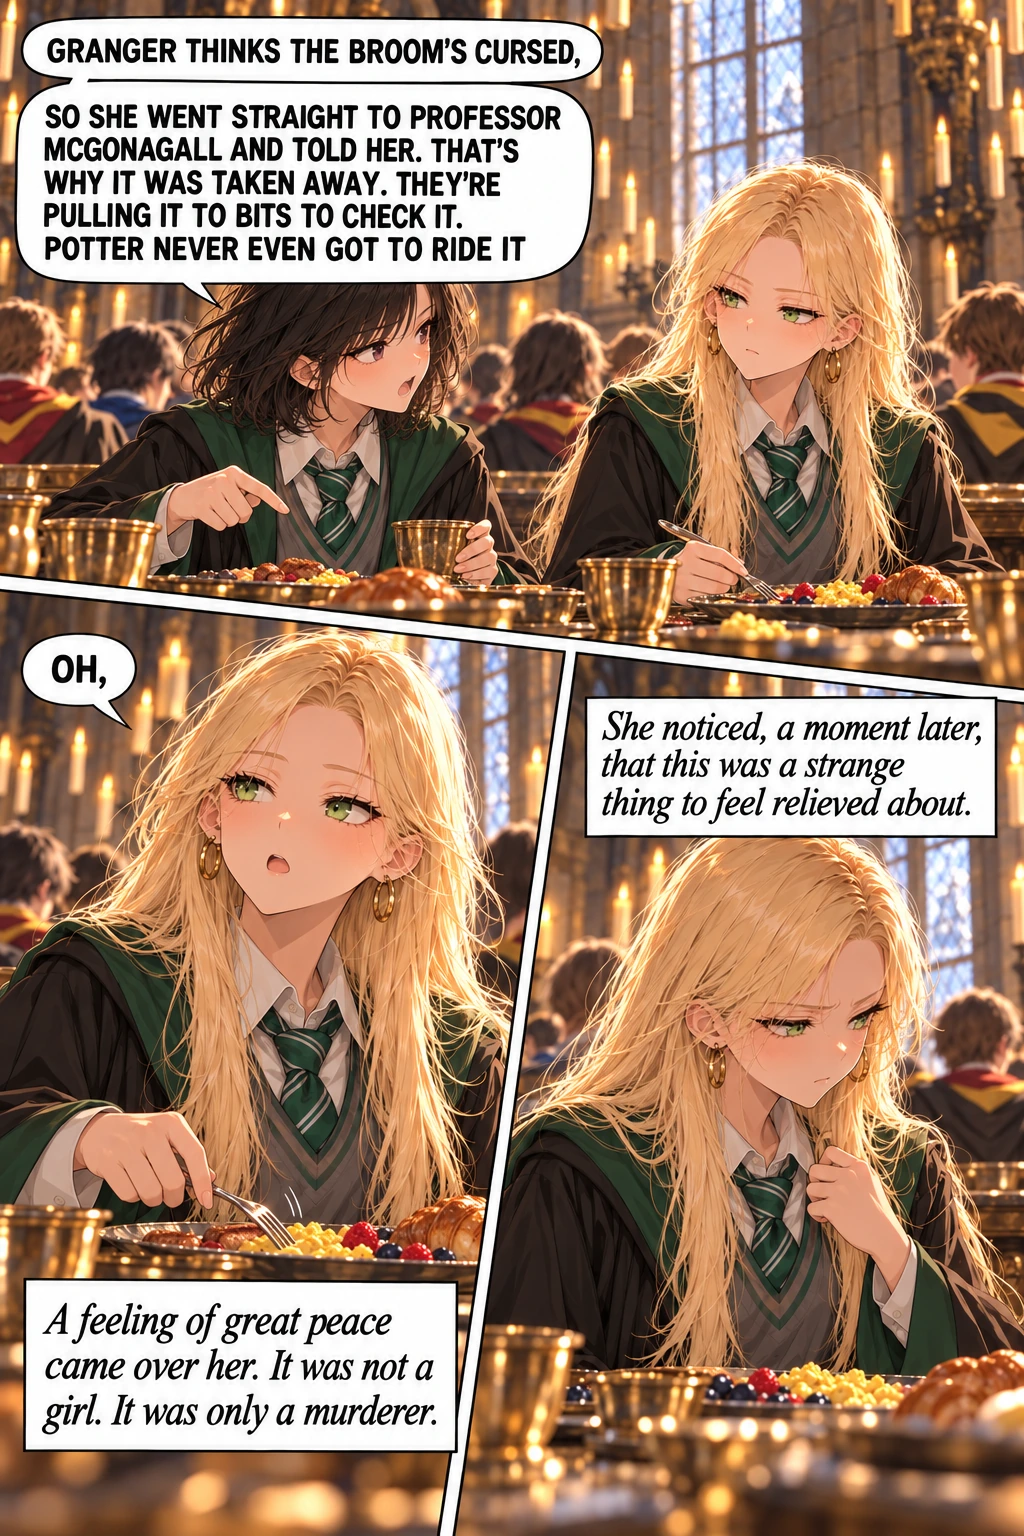 GRANGER THINKS THE BROOM'S CURSED,
SO SHE WENT STRAIGHT TO PROFESSOR
MCGONAGALL AND TOLD HER. THAT'S
WHY IT WAS TAKEN AWAY. THEY'RE
PULLING IT TO BITS TO CHECK IT.
POTTER NEVER EVEN GOT TO RIDE IT
OH,
A feeling of great peace
came over her. It was not a
girl. It was only a murderer.
She noticed, a moment later,
that this was a strange
thing to feel relieved about.